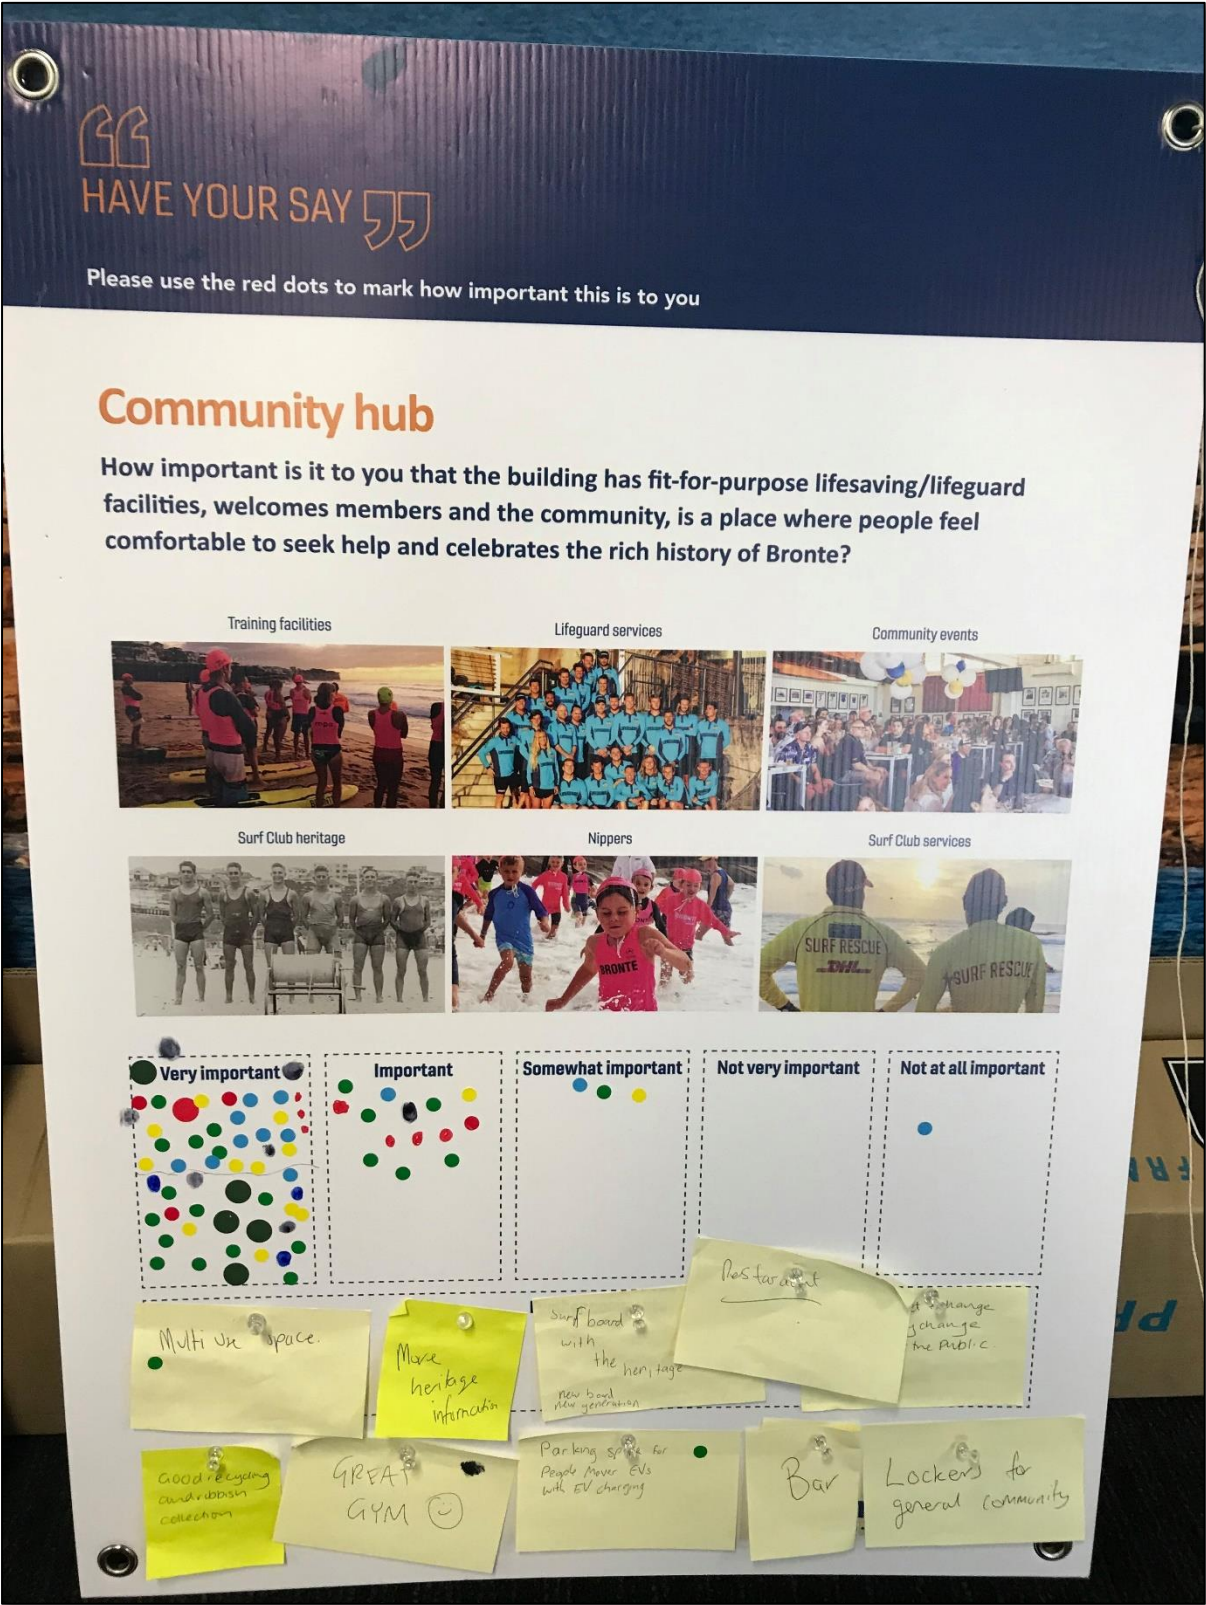 HAVE YOUR SAY
Please use the red dots to mark how important this is to you
Community hub
How important is it to you that the building has fit-for-purpose lifesaving/lifeguard
facilities, welcomes members and the community, is a place where people feel
comfortable to seek help and celebrates the rich history of Bronte?
Training facilities
Lifeguard services
Community events
Surf Club heritage
Nippers
Surf Club services
BRONTE
SURF RESCUE
DHL
SURF RESCUE
Very important
Important
Somewhat important
Not very important
Not at all important
Multi use space.
More
heritage
information
Surf board
with
the heritage
new board
new generation
Restaraunt
change
change
the Public.
Good recycling
and rubbish
collection
GREAT
GYM
Parking space for
People Mover EVs
with EV charging
Bar
Lockers for
general community